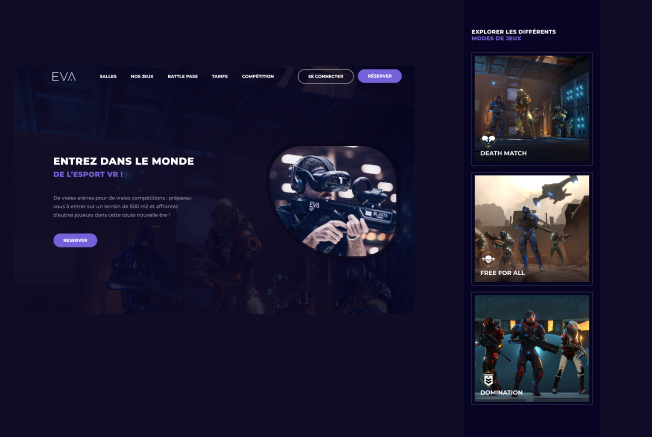 EVA
SALLES
NOS JEUX
BATTLE PASS
TARIFS
COMPÉTITION
SE CONNECTER
RÉSERVER
ENTREZ DANS LE MONDE
DE L'ESPORT VR !
De vraies arènes pour de vraies compétitions : préparez-
vous à entrer sur un terrain de 500 m2 et affrontez
d'autres joueurs dans cette toute nouvelle ère !
RESERVER
EVA
EXPLORER LES DIFFÉRENTS
MODES DE JEUX
DEATH MATCH
FREE FOR ALL
DOMINATION